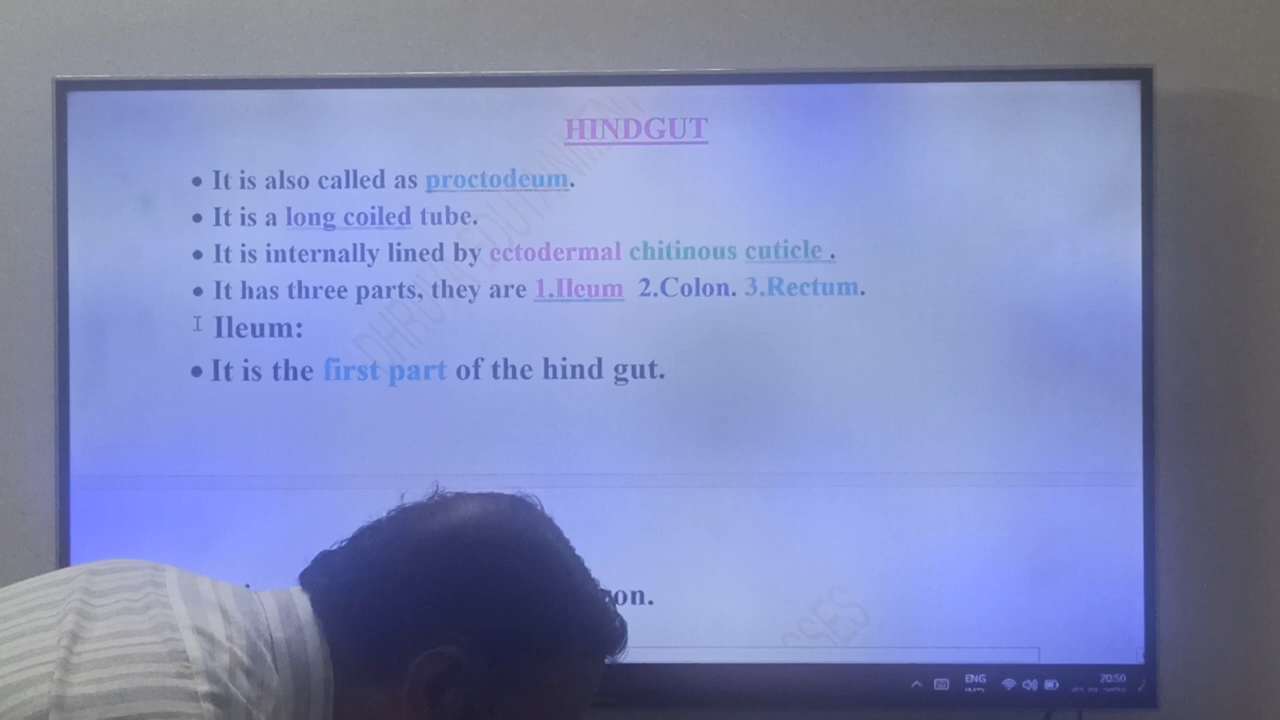 HINDGUT
• It is also called as proctodeum.
• It is a long coiled tube.
• It is internally lined by ectodermal chitinous cuticle .
• It has three parts, they are 1.Ileum 2.Colon. 3.Rectum.
Ileum:
• It is the first part of the hind gut.
on.
ENG
20:50